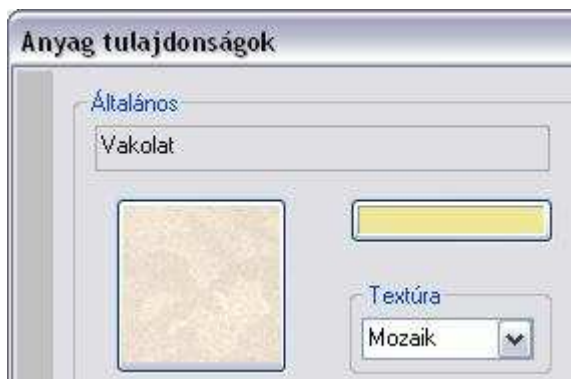 Anyag tulajdonságok
Általános
Vakolat
Textúra
Mozaik